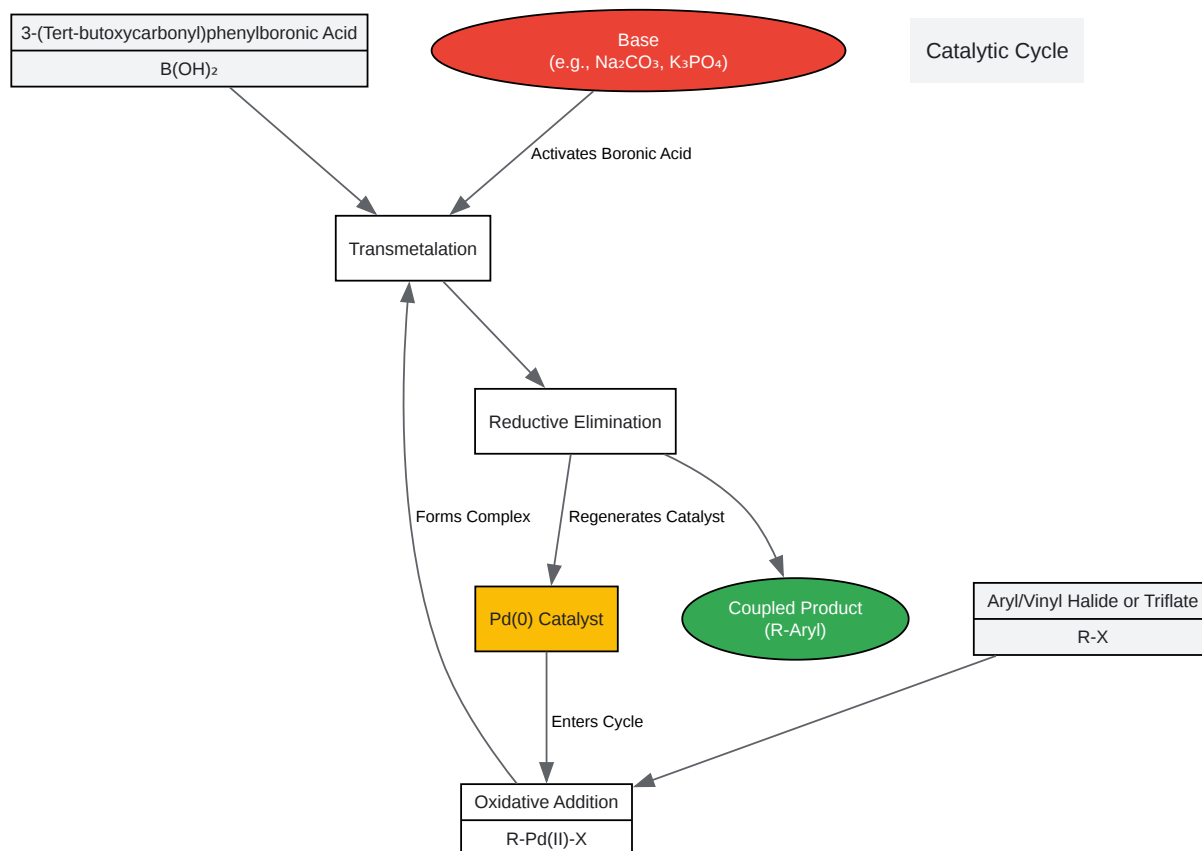 3-(Tert-butoxycarbonyl)phenylboronic Acid
B(OH)₂
Base
(e.g., Na₂CO₃, K₃PO₄)
Catalytic Cycle
Activates Boronic Acid
Transmetalation
Reductive Elimination
Forms Complex
Regenerates Catalyst
Pd(0) Catalyst
Coupled Product
(R-Aryl)
Aryl/Vinyl Halide or Triflate
R-X
Enters Cycle
Oxidative Addition
R-Pd(II)-X